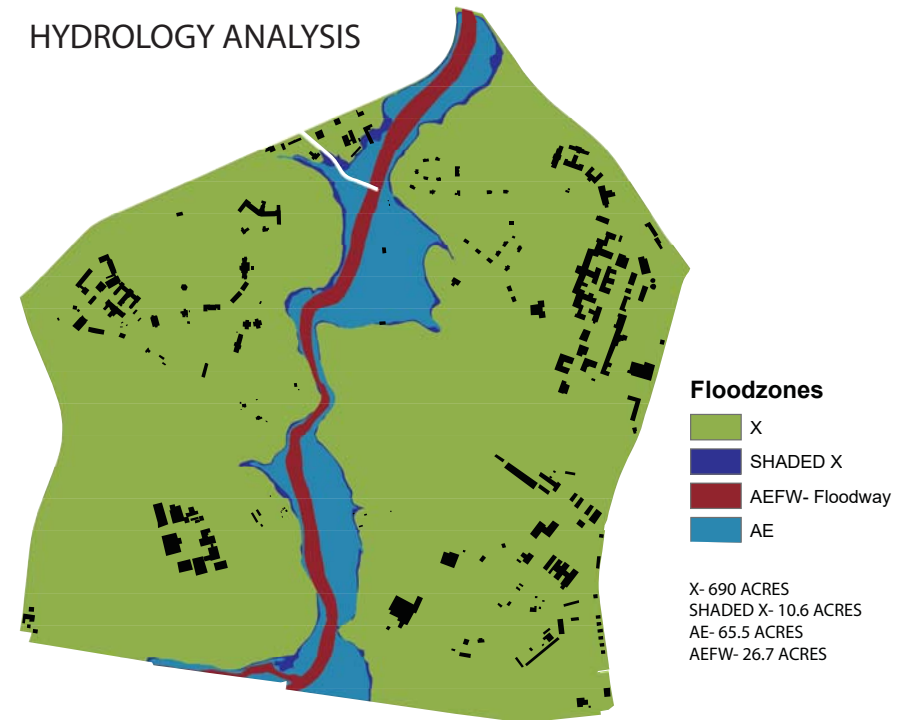 HYDROLOGY ANALYSIS
Floodzones
X
SHADED X
AEFW- Floodway
AE
X- 690 ACRES
SHADED X- 10.6 ACRES
AE- 65.5 ACRES
AEFW- 26.7 ACRES